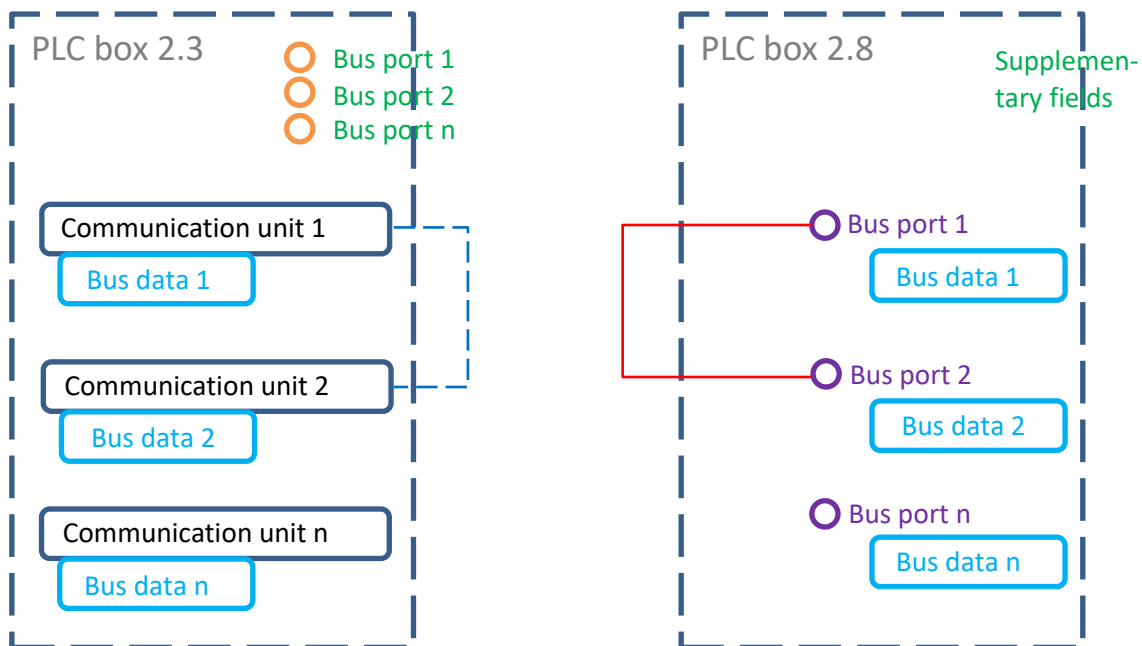 PLC box 2.3
Bus port 1
Bus port 2
Bus port n
Communication unit 1
Bus data 1
Communication unit 2
Bus data 2
Communication unit n
Bus data n
PLC box 2.8
Supplemen-
tary fields
Bus port 1
Bus data 1
Bus port 2
Bus data 2
Bus port n
Bus data n